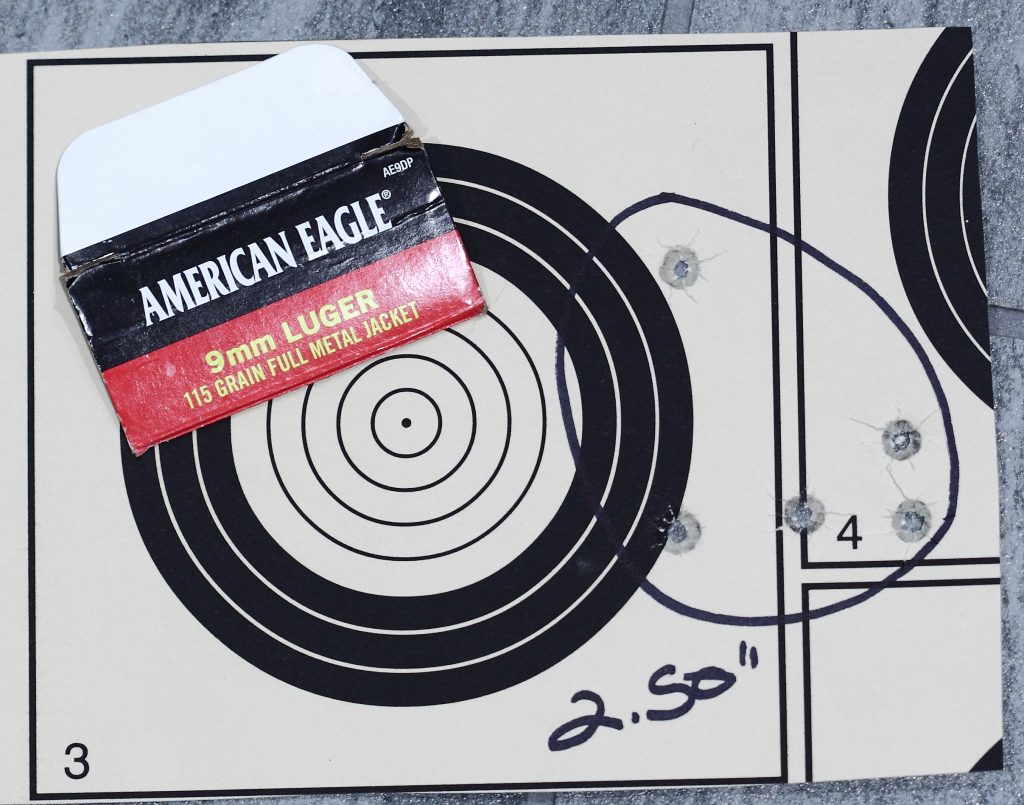 AE9DP
AMERICAN EAGLE®
9mm LUGER
115 GRAIN FULL METAL JACKET
4
2.50"
3